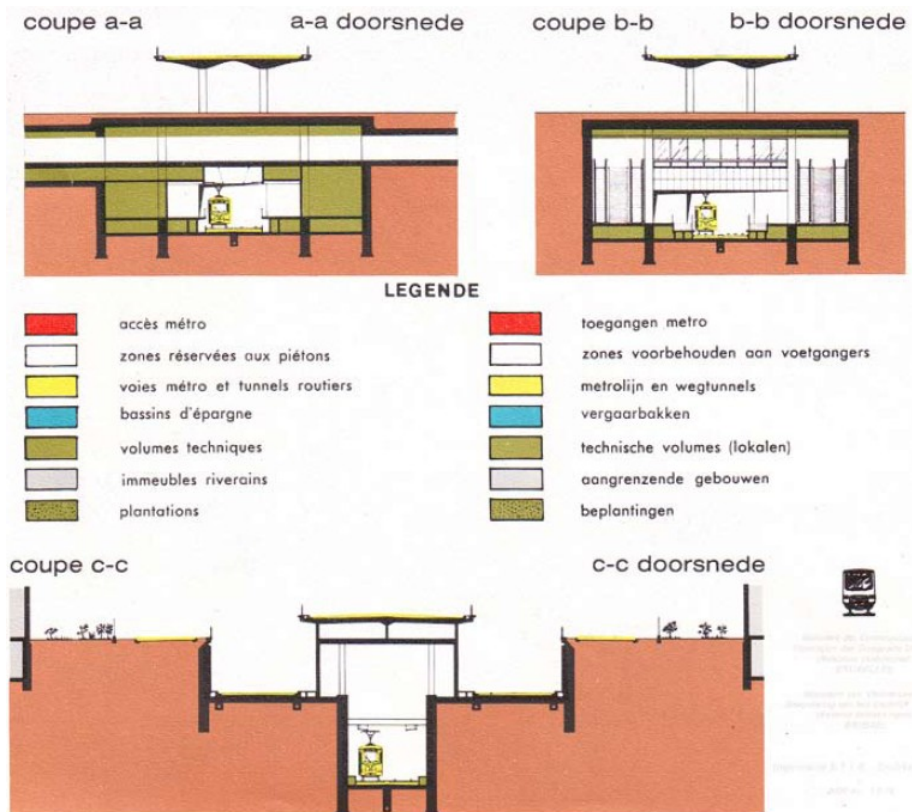 coupe a-a a-a doorsnede
coupe b-b b-b doorsnede
LEGENDE
accès métro
zones réservées aux piétons
voies métro et tunnels routiers
bassins d'épargne
volumes techniques
immeubles riverains
plantations
toegangen metro
zones voorbehouden aan voetgangers
metrolijn en wegtunnels
vergaarbakken
technische volumes (lokalen)
aangrenzende gebouwen
beplantingen
coupe c-c c-c doorsnede